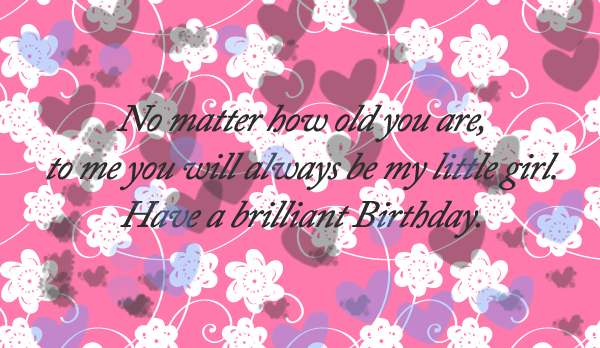 No matter how old you are,
to me you will always be my little girl.
Have a brilliant Birthday.